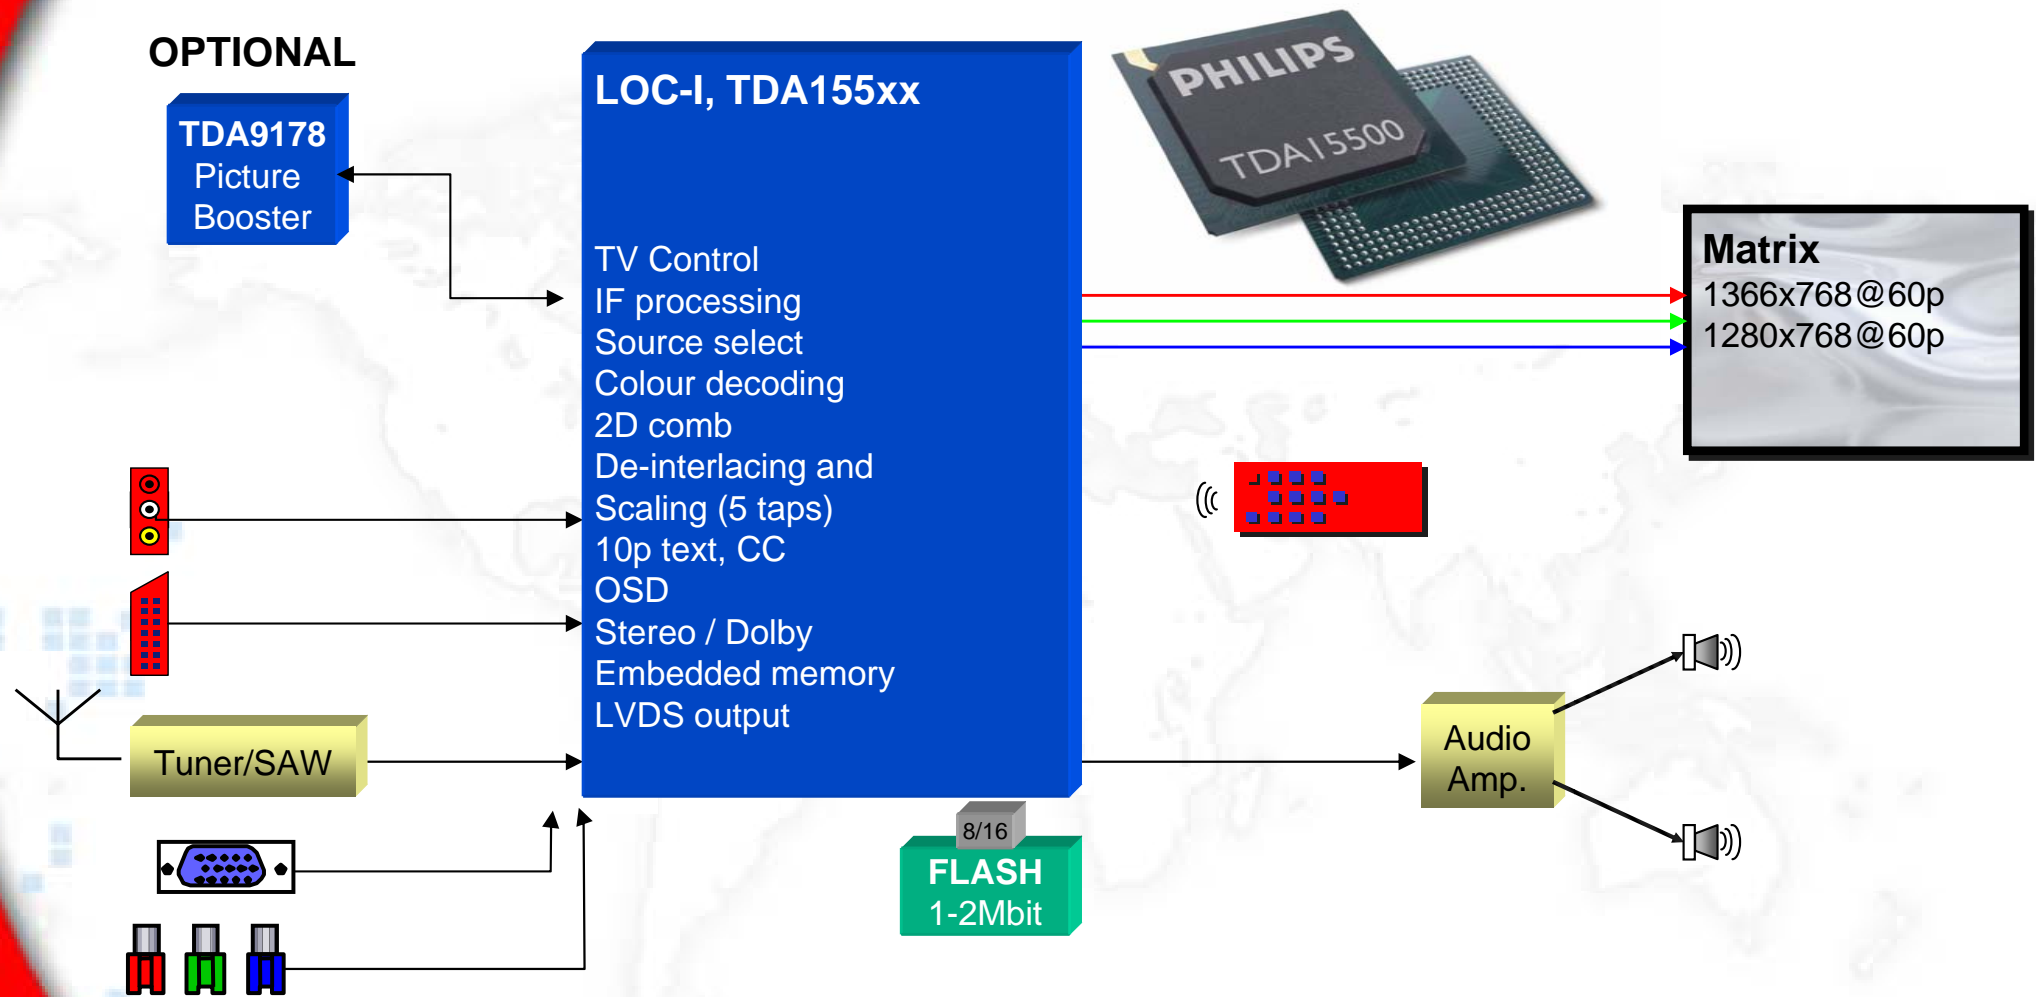 OPTIONAL
TDA9178
Picture
Booster
LOC-I, TDA155xx
TV Control
IF processing
Source select
Colour decoding
2D comb
De-interlacing and
Scaling (5 taps)
10p text, CC
OSD
Stereo / Dolby
Embedded memory
LVDS output
PHILIPS
TDA15500
Matrix
1366x768@60p
1280x768@60p
Tuner/SAW
Audio
Amp.
8/16
FLASH
1-2Mbit